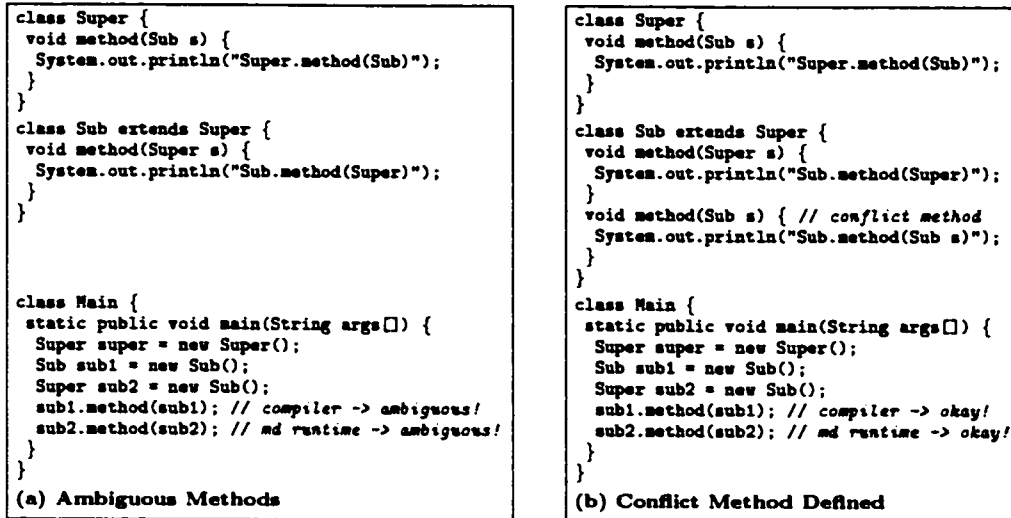 class Super {
void method(Sub s) {
System.out.println("Super.method(Sub)");
}
}
class Sub extends Super {
void method(Super s) {
System.out.println("Sub.method(Super)");
}
}
class Main {
static public void main(String args[]) {
Super super = new Super();
Sub sub1 = new Sub();
Super sub2 = new Sub();
sub1.method(sub1); // compiler -> ambiguous!
sub2.method(sub2); // md runtime -> ambiguous!
}
}
(a) Ambiguous Methods
class Super {
void method(Sub s) {
System.out.println("Super.method(Sub)");
}
}
class Sub extends Super {
void method(Super s) {
System.out.println("Sub.method(Super)");
}
void method(Sub s) { // conflict method
System.out.println("Sub.method(Sub s)");
}
}
class Main {
static public void main(String args[]) {
Super super = new Super();
Sub sub1 = new Sub();
Super sub2 = new Sub();
sub1.method(sub1); // compiler -> okay!
sub2.method(sub2); // md runtime -> okay!
}
}
(b) Conflict Method Defined